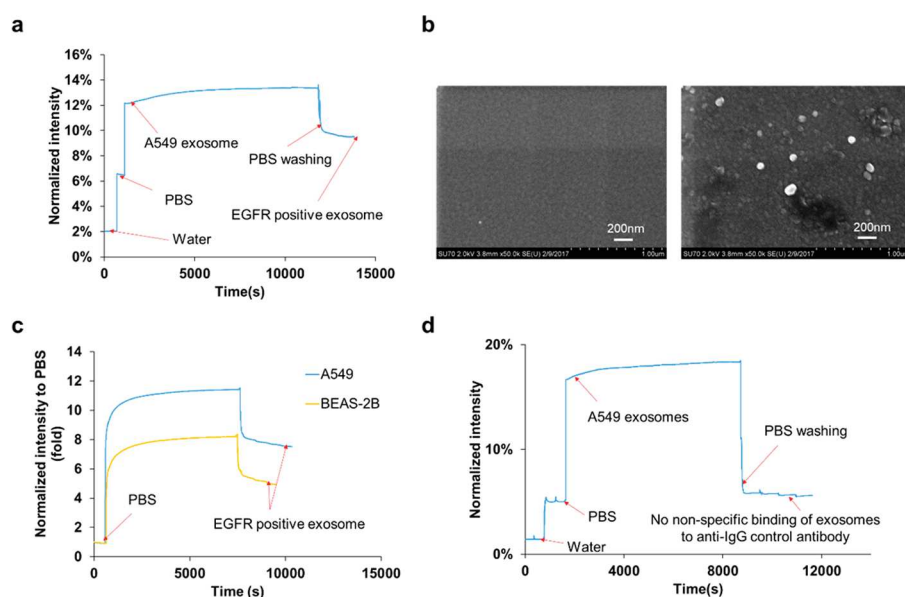 a
16%
14%
12%
10%
8%
6%
4%
2%
0%
Normalized intensity
A549 exosome
PBS washing
PBS
EGFR positive exosome
Water
0 5000 10000 15000
Time(s)
b
200nm
SU70 2.0kV 3.8mm x50.0k SE(U) 2/9/2017 1.00um
200nm
SU70 2.0kV 3.8mm x50.0k SE(U) 2/9/2017 1.00um
c
14
12
10
8
6
4
2
0
Normalized intensity to PBS
(fold)
A549
BEAS-2B
PBS
EGFR positive exosome
0 5000 10000 15000
Time (s)
d
20%
10%
0%
Normalized intensity
A549 exosomes
PBS washing
PBS
No non-specific binding of exosomes
to anti-IgG control antibody
Water
0 4000 8000 12000
Time(s)